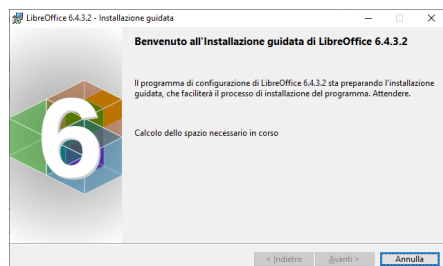 LibreOffice 6.4.3.2 - Installazione guidata
Benvenuto all'Installazione guidata di LibreOffice 6.4.3.2
Il programma di configurazione di LibreOffice 6.4.3.2 sta preparando l'installazione
guidata, che faciliterà il processo di installazione del programma. Attendere.
Calcolo dello spazio necessario in corso
6
< Indietro Avanti > Annulla